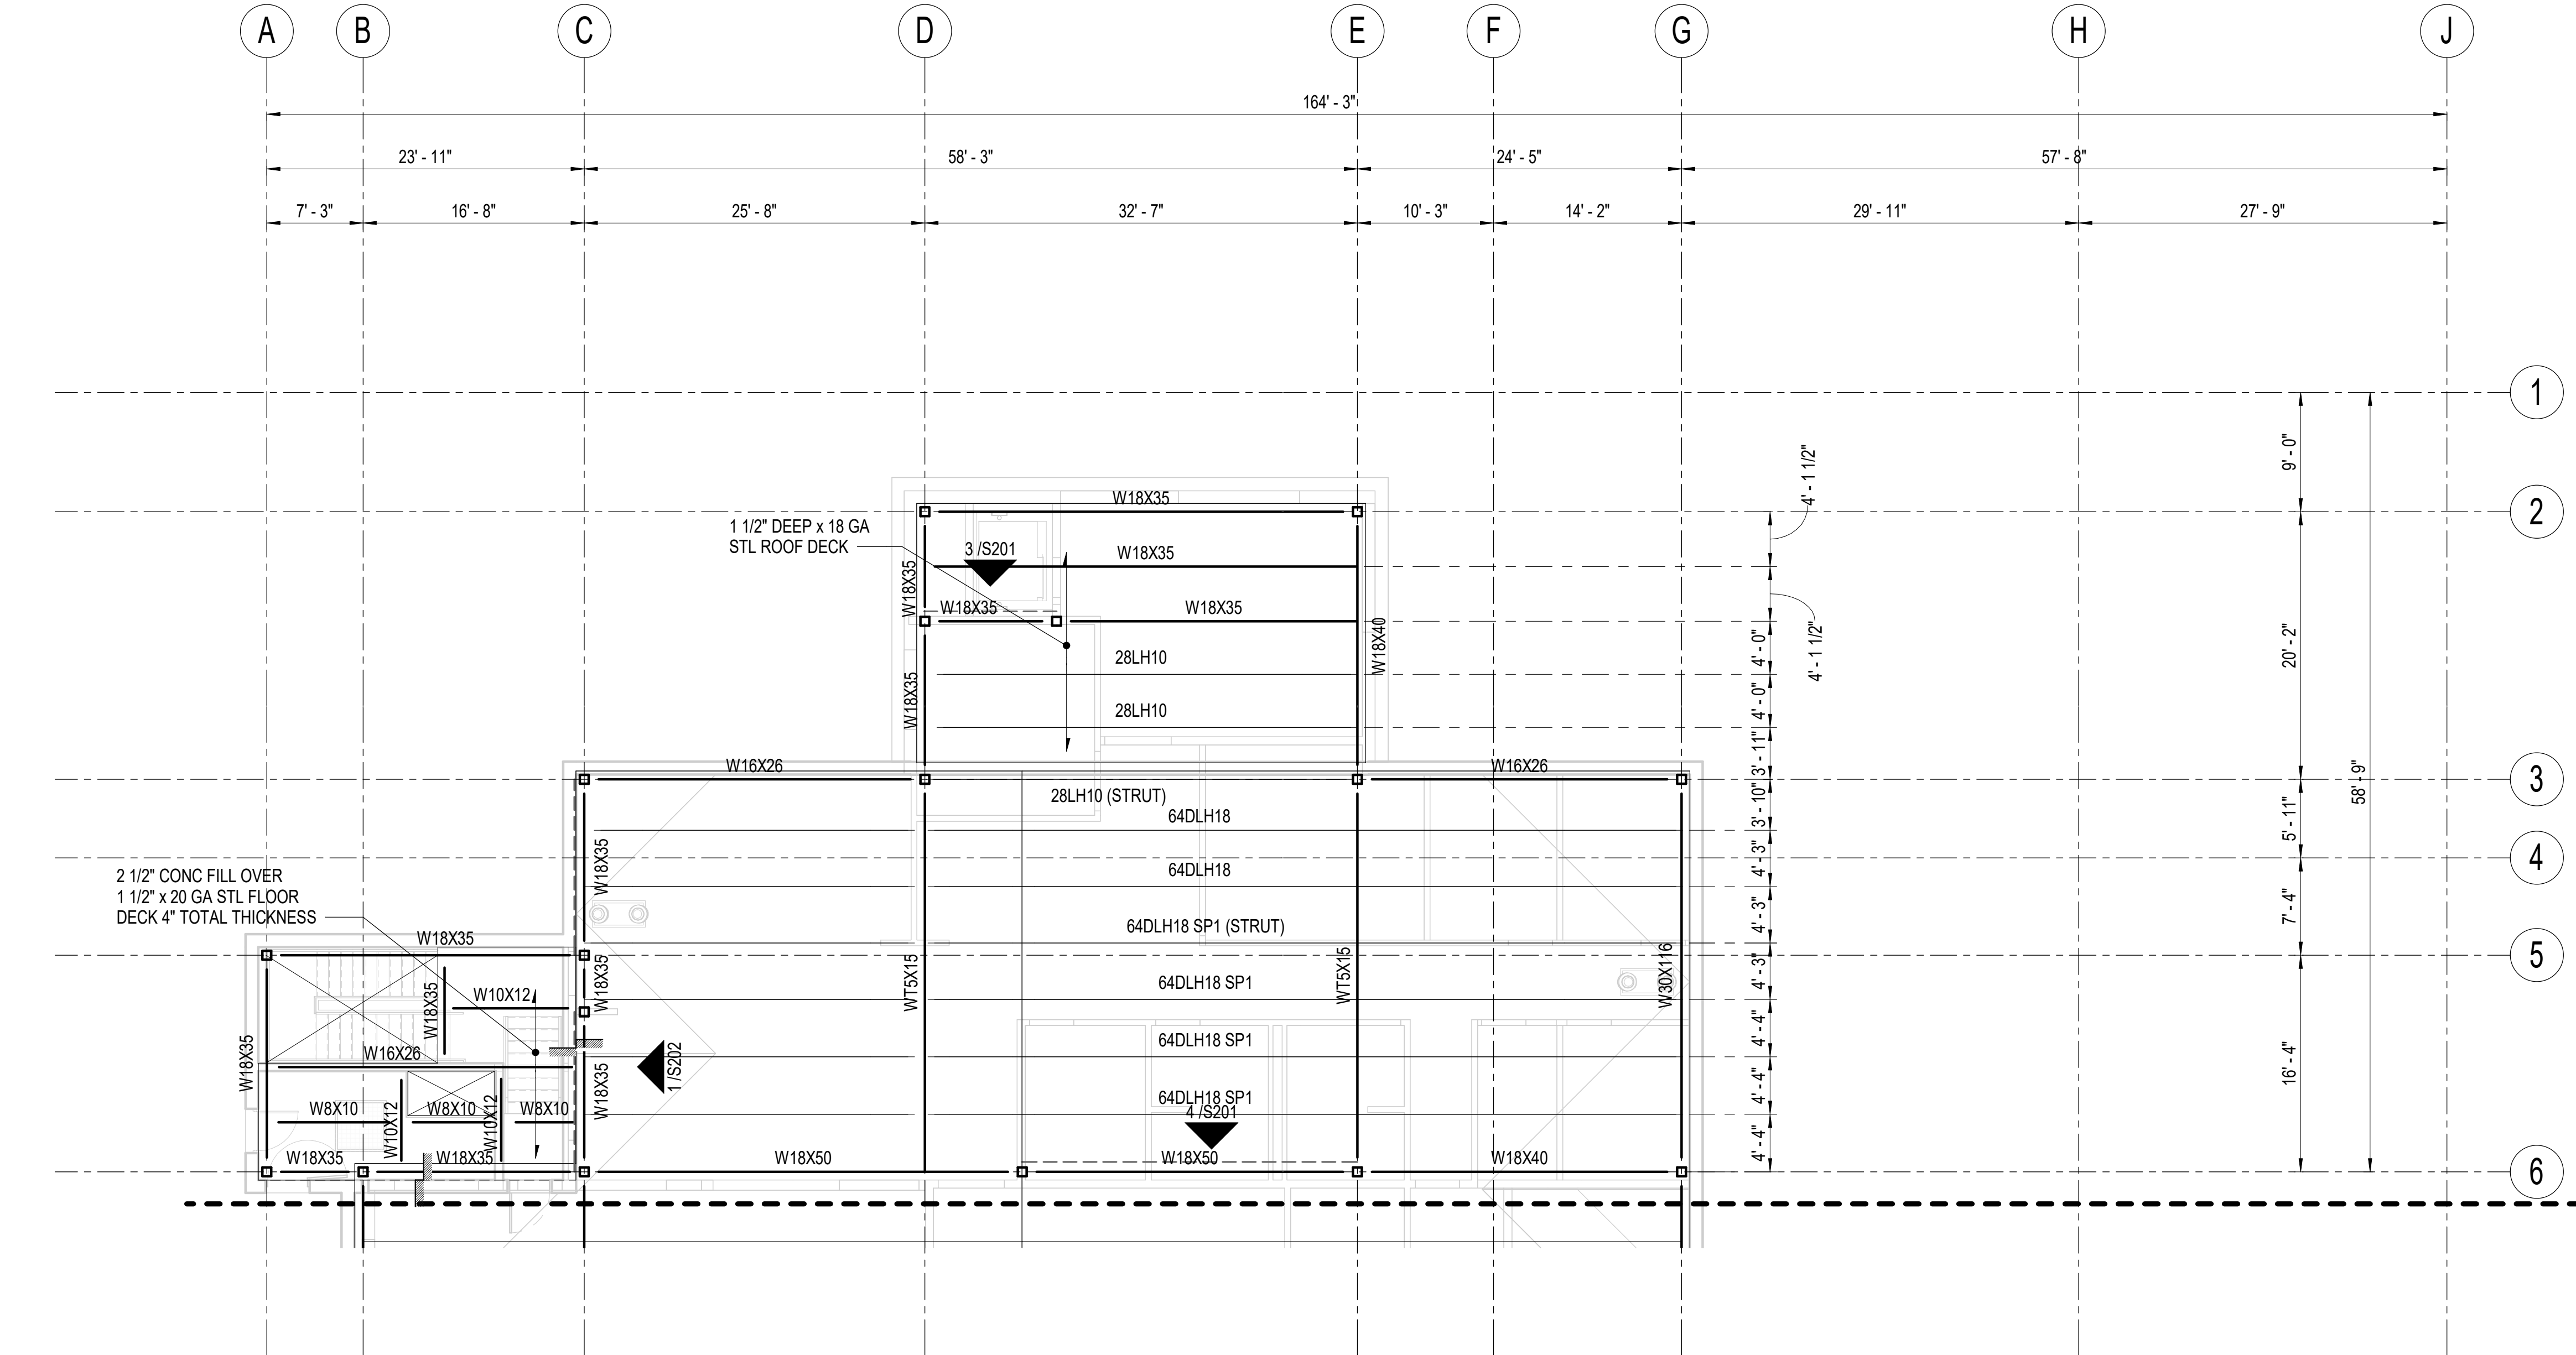 A
B
C
D
E
F
G
H
J
164' - 3"
23' - 11"
58' - 3"
24' - 5"
57' - 8"
7' - 3"
16' - 8"
25' - 8"
32' - 7"
10' - 3"
14' - 2"
29' - 11"
27' - 9"
1
9' - 0"
4' - 1 1/2"
W18X35
2
1 1/2" DEEP x 18 GA
STL ROOF DECK
3 /S201
W18X35
W18X35
W18X35
W18X35
4' - 1 1/2"
20' - 2"
W18X40
4' - 0"
28LH10
W18X35
4' - 0"
28LH10
3' - 11"
W16X26
W16X26
3
58' - 9"
28LH10 (STRUT)
3' - 10"
64DLH18
5' - 11"
W18X35
4' - 3"
4
64DLH18
2 1/2" CONC FILL OVER
1 1/2" x 20 GA STL FLOOR
DECK 4" TOTAL THICKNESS
4' - 3"
7' - 4"
64DLH18 SP1 (STRUT)
W18X35
5
W18X35
WT5X15
WT5X15
W30X116
4' - 3"
64DLH18 SP1
W10X12
W18X35
4' - 4"
64DLH18 SP1
W16X26
W18X35
1 /S202
16' - 4"
W18X35
4' - 4"
64DLH18 SP1
4 /S201
W8X10
W8X10
W8X10
W10X12
W10X12
4' - 4"
W18X35
W18X35
W18X50
W18X50
W18X40
6